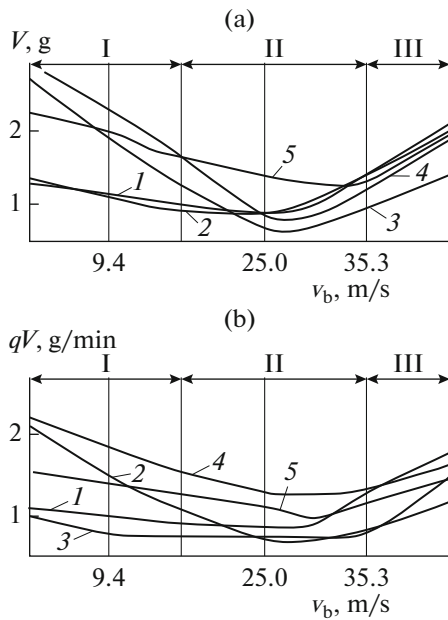 (a)
V, g
I II III
2
5
1
1
4
2
3
9.4 25.0 35.3
v_b, m/s
(b)
qV, g/min
I II III
2
4
2
5
1
1
3
9.4 25.0 35.3
v_b, m/s